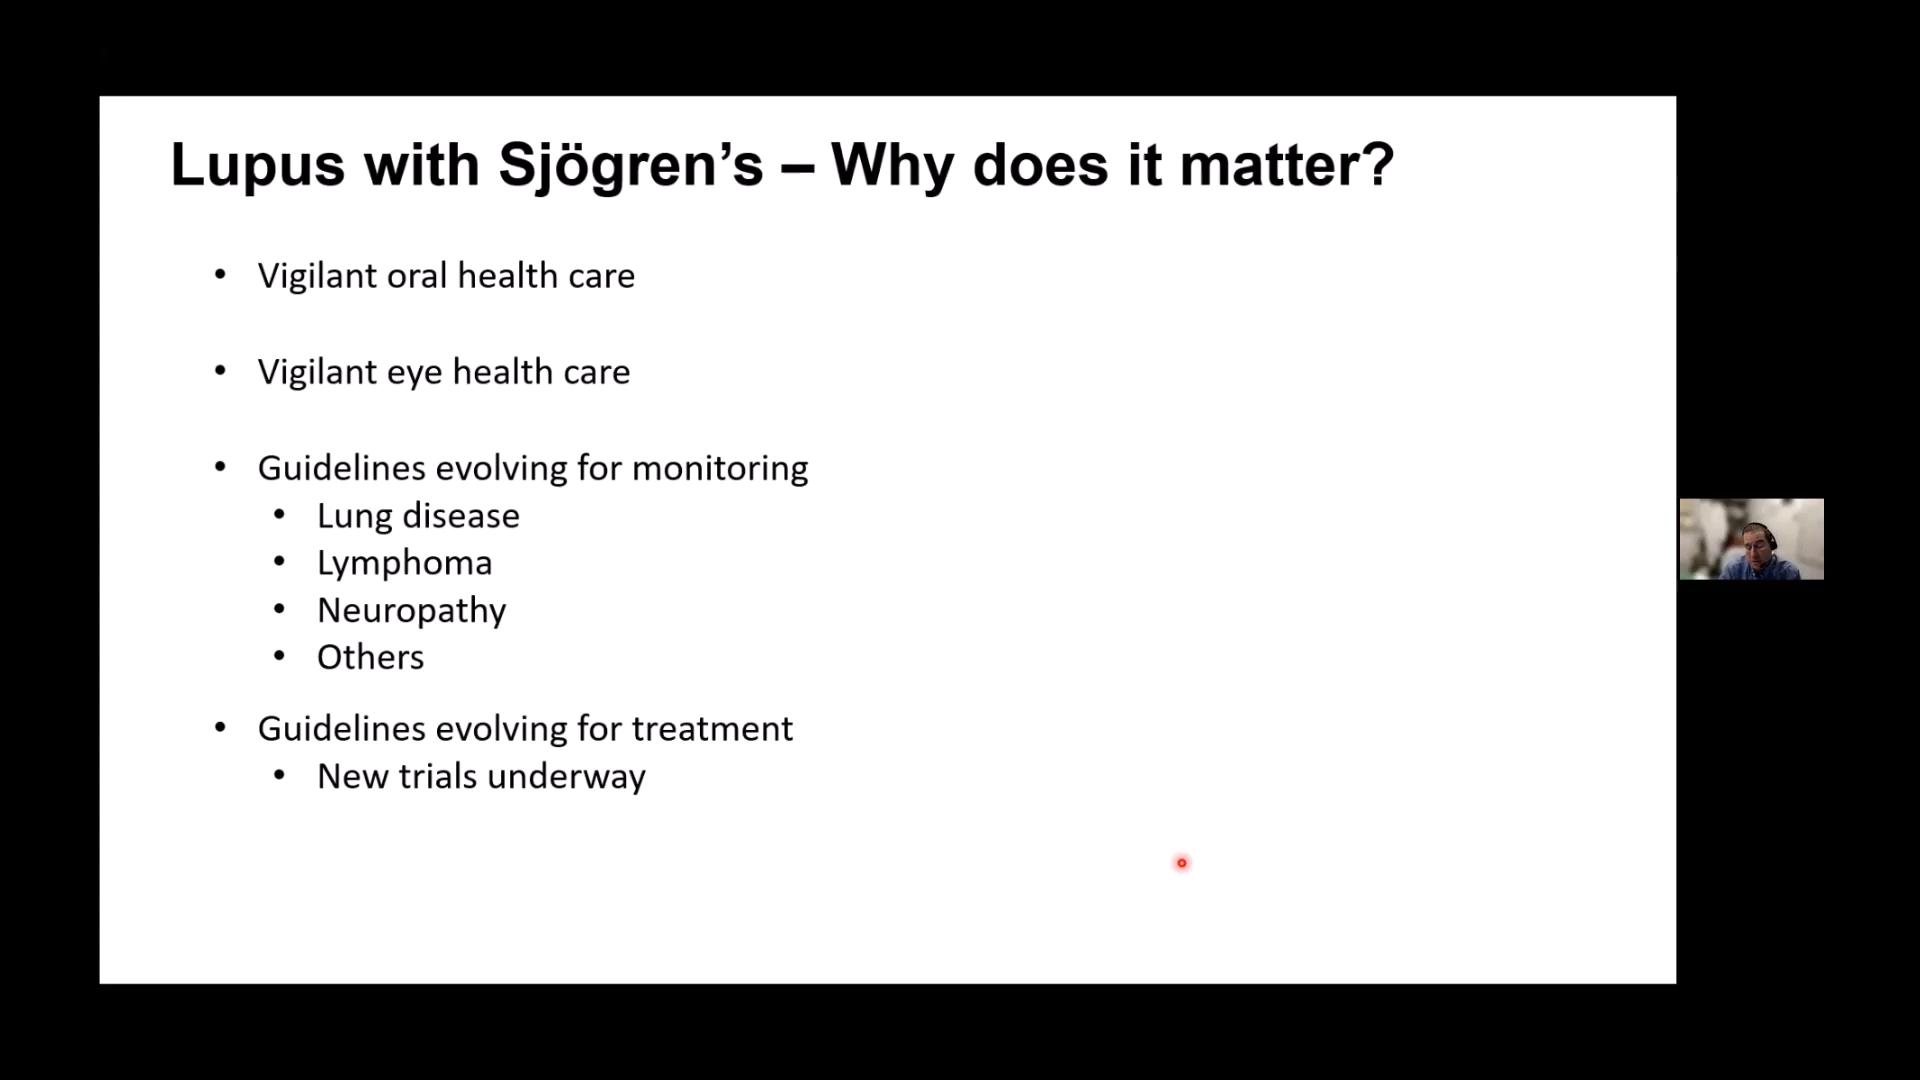 Lupus with Sjögren’s – Why does it matter?
• Vigilant oral health care
• Vigilant eye health care
• Guidelines evolving for monitoring
• Lung disease
• Lymphoma
• Neuropathy
• Others
• Guidelines evolving for treatment
• New trials underway